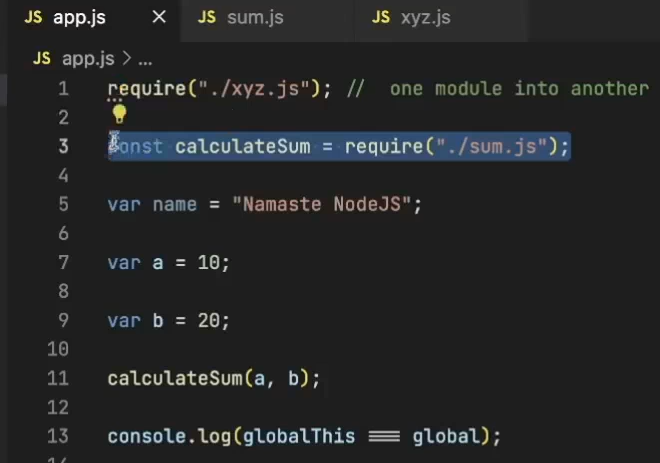 JS app.js × JS sum.js JS xyz.js
JS app.js > ...
1 require("./xyz.js"); // one module into another
2
3 const calculateSum = require("./sum.js");
4
5 var name = "Namaste NodeJS";
6
7 var a = 10;
8
9 var b = 20;
10
11 calculateSum(a, b);
12
13 console.log(globalThis === global);
14